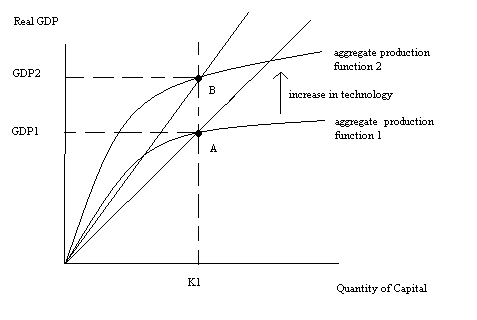 Real GDP
aggregate production
function 2
GDP2
B
increase in technology
GDP1
aggregate production
function 1
A
K1
Quantity of Capital